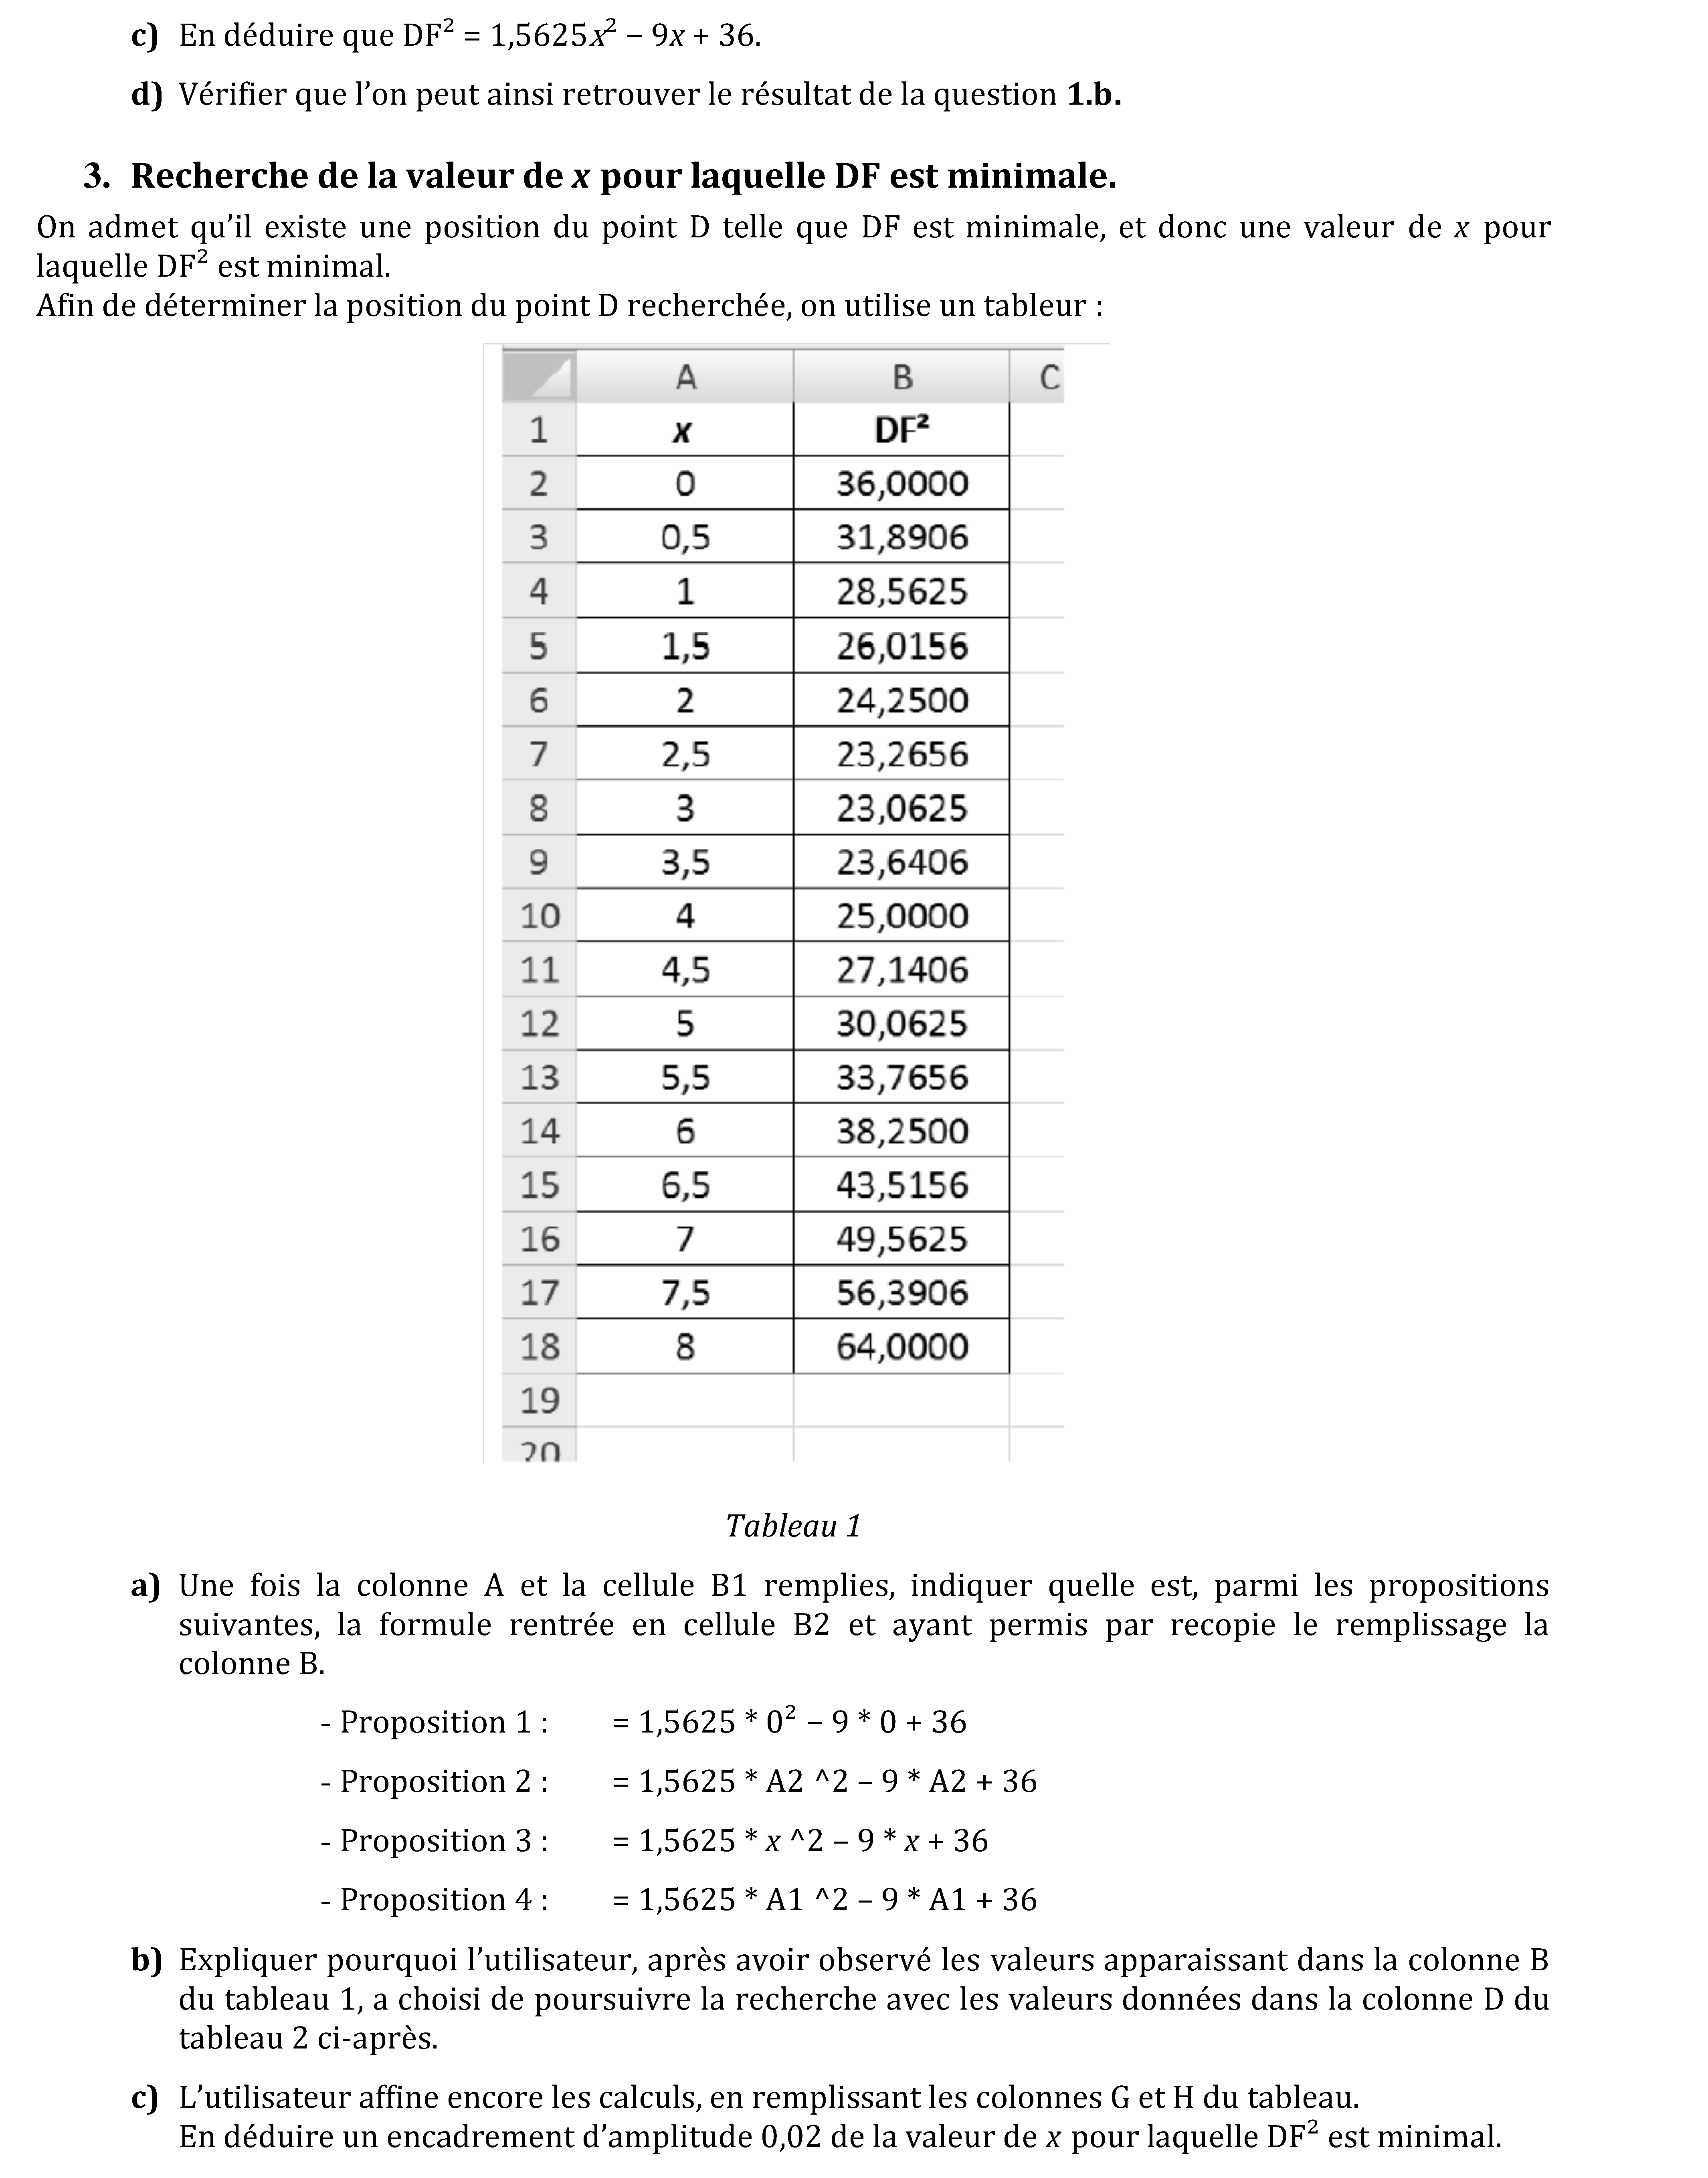 c) En déduire que DF² = 1,5625x² – 9x + 36.
d) Vérifier que l’on peut ainsi retrouver le résultat de la question 1.b.
3. Recherche de la valeur de x pour laquelle DF est minimale.
On admet qu’il existe une position du point D telle que DF est minimale, et donc une valeur de x pour
laquelle DF² est minimal.
Afin de déterminer la position du point D recherchée, on utilise un tableur :
A B C
1 x DF²
2 0 36,0000
3 0,5 31,8906
4 1 28,5625
5 1,5 26,0156
6 2 24,2500
7 2,5 23,2656
8 3 23,0625
9 3,5 23,6406
10 4 25,0000
11 4,5 27,1406
12 5 30,0625
13 5,5 33,7656
14 6 38,2500
15 6,5 43,5156
16 7 49,5625
17 7,5 56,3906
18 8 64,0000
19
20
Tableau 1
a) Une fois la colonne A et la cellule B1 remplies, indiquer quelle est, parmi les propositions
suivantes, la formule rentrée en cellule B2 et ayant permis par recopie le remplissage la
colonne B.
- Proposition 1 : = 1,5625 * 0² – 9 * 0 + 36
- Proposition 2 : = 1,5625 * A2 ^2 – 9 * A2 + 36
- Proposition 3 : = 1,5625 * x ^2 – 9 * x + 36
- Proposition 4 : = 1,5625 * A1 ^2 – 9 * A1 + 36
b) Expliquer pourquoi l’utilisateur, après avoir observé les valeurs apparaissant dans la colonne B
du tableau 1, a choisi de poursuivre la recherche avec les valeurs données dans la colonne D du
tableau 2 ci-après.
c) L’utilisateur affine encore les calculs, en remplissant les colonnes G et H du tableau.
En déduire un encadrement d’amplitude 0,02 de la valeur de x pour laquelle DF² est minimal.